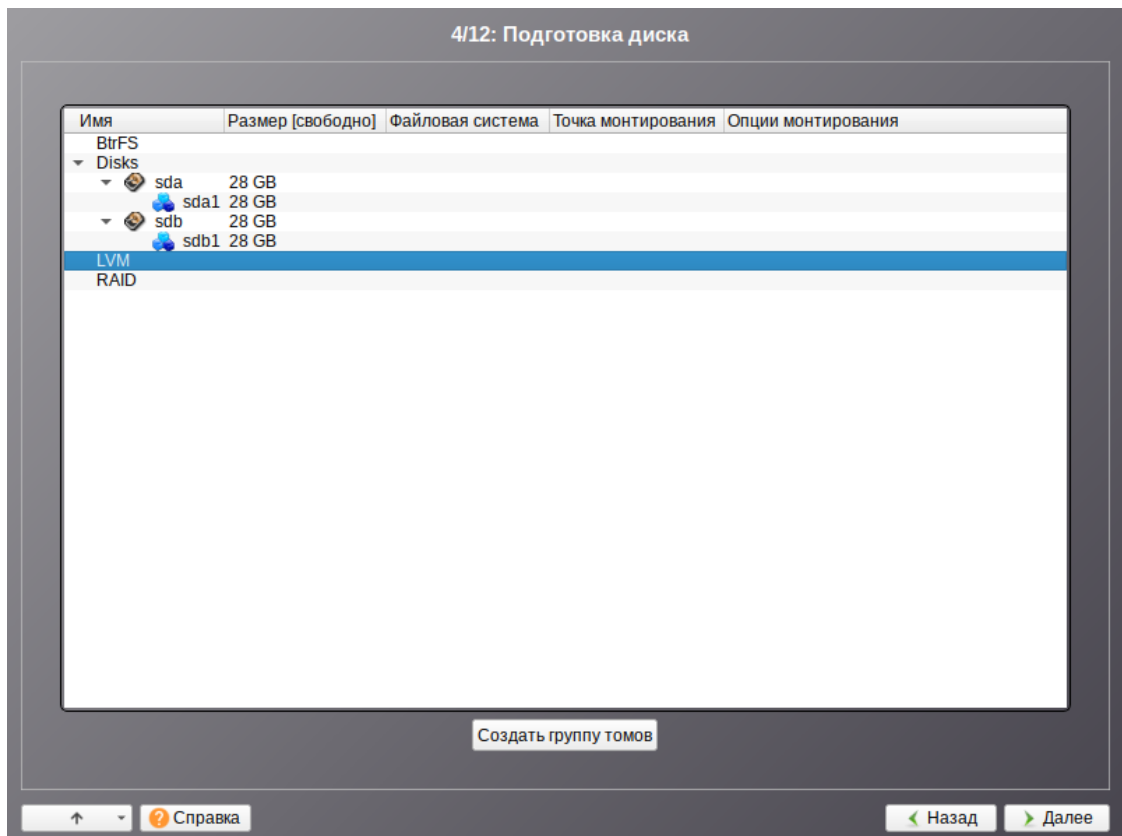 4/12: Подготовка диска
Имя Размер [свободно] Файловая система Точка монтирования Опции монтирования
BtrFS
Disks
sda 28 GB
sda1 28 GB
sdb 28 GB
sdb1 28 GB
LVM
RAID
Создать группу томов
Справка Назад Далее